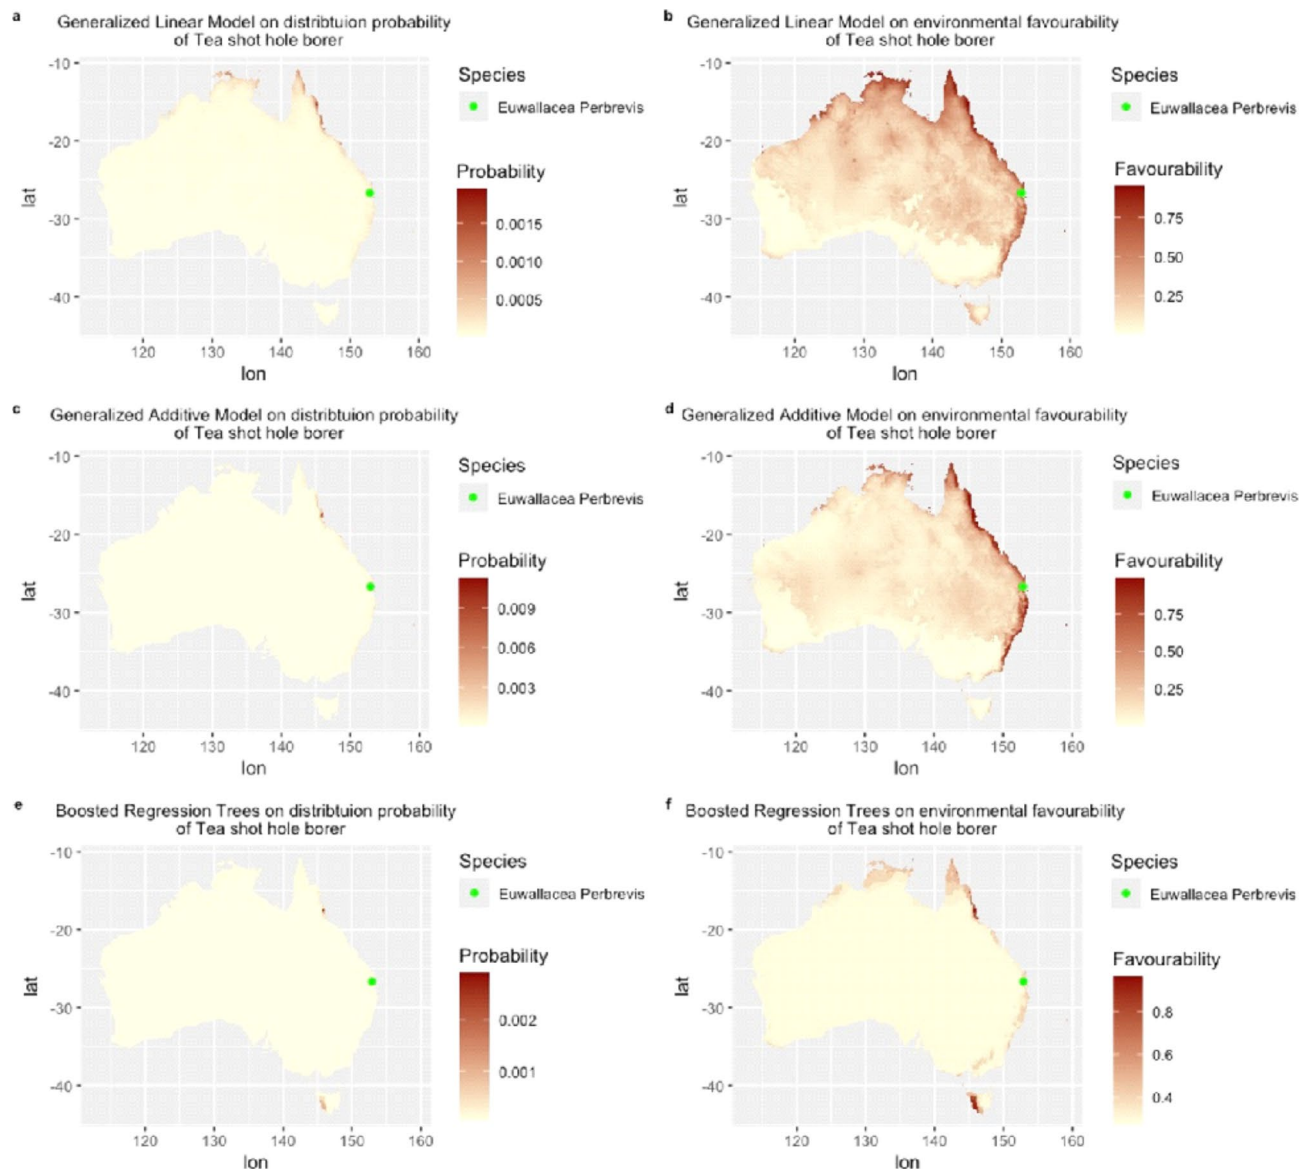 a Generalized Linear Model on distribtuion probability
of Tea shot hole borer
-10
-20
-30
-40
lat
120 130 140 150 160
lon
Species
Euwallacea Perbrevis
Probability
0.0015
0.0010
0.0005
b Generalized Linear Model on environmental favourability
of Tea shot hole borer
-10
-20
-30
-40
lat
120 130 140 150 160
lon
Species
Euwallacea Perbrevis
Favourability
0.75
0.50
0.25
c Generalized Additive Model on distribtuion probability
of Tea shot hole borer
-10
-20
-30
-40
lat
120 130 140 150 160
lon
Species
Euwallacea Perbrevis
Probability
0.009
0.006
0.003
d Generalized Additive Model on environmental favourability
of Tea shot hole borer
-10
-20
-30
-40
lat
120 130 140 150 160
lon
Species
Euwallacea Perbrevis
Favourability
0.75
0.50
0.25
e Boosted Regression Trees on distribtuion probability
of Tea shot hole borer
-10
-20
-30
-40
lat
120 130 140 150 160
lon
Species
Euwallacea Perbrevis
Probability
0.002
0.001
f Boosted Regression Trees on environmental favourability
of Tea shot hole borer
-10
-20
-30
-40
lat
120 130 140 150 160
lon
Species
Euwallacea Perbrevis
Favourability
0.8
0.6
0.4